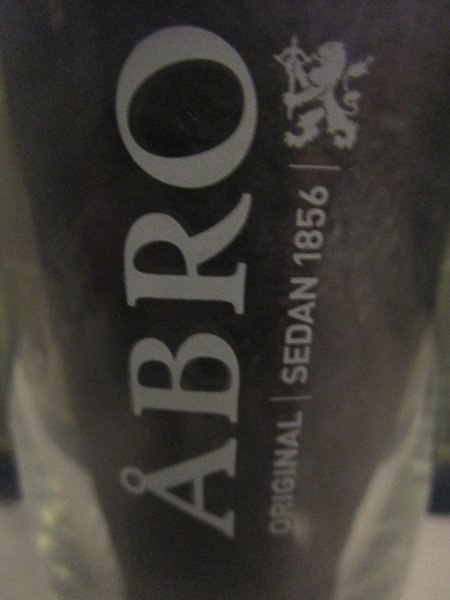 ÅBRO
ORIGINAL | SEDAN 1856 |